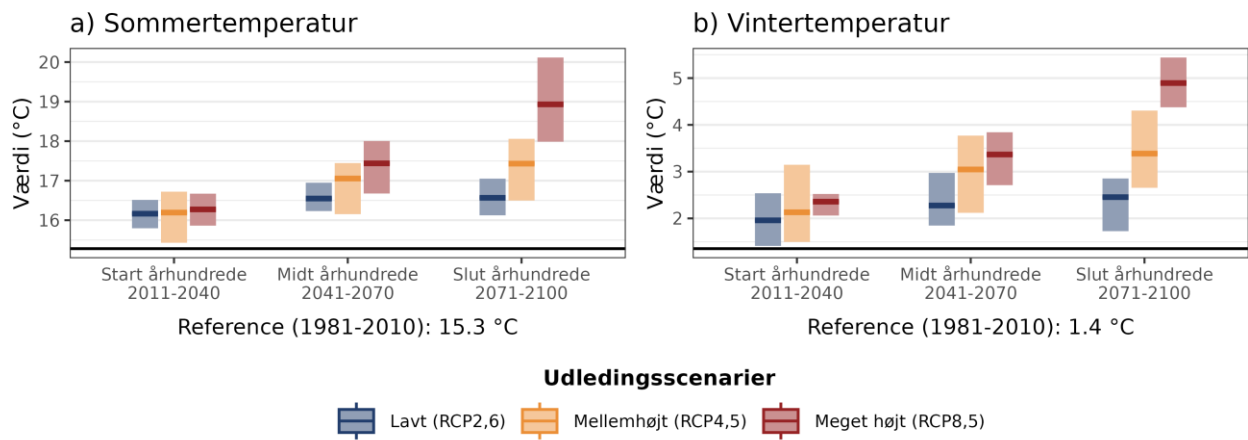 a) Sommertemperatur
Værdi (°C)
20
19
18
17
16
Start århundrede
2011-2040
Midt århundrede
2041-2070
Slut århundrede
2071-2100
Reference (1981-2010): 15.3 °C
b) Vintertemperatur
Værdi (°C)
5
4
3
2
Start århundrede
2011-2040
Midt århundrede
2041-2070
Slut århundrede
2071-2100
Reference (1981-2010): 1.4 °C
Udledingsscenarier
Lavt (RCP2,6)
Mellemhøjt (RCP4,5)
Meget højt (RCP8,5)